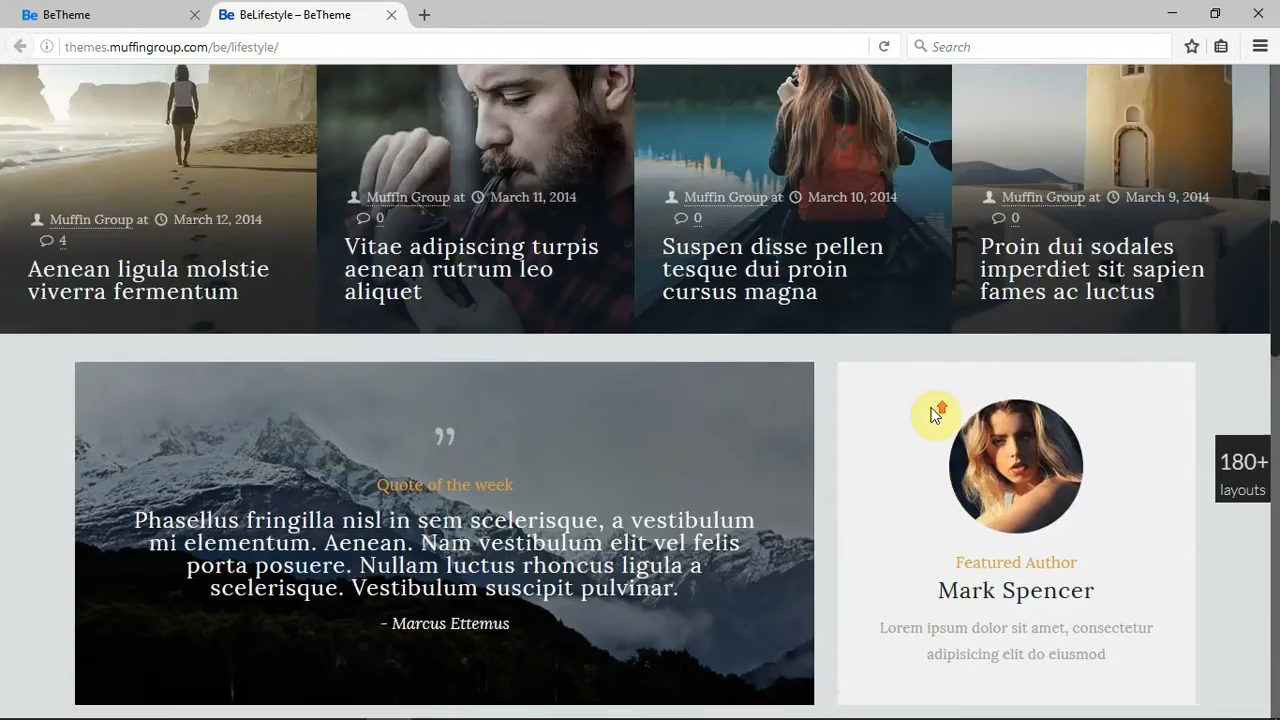 BeTheme
BeLifestyle – BeTheme
themes.muffingroup.com/be/lifestyle/
Search
Muffin Group at March 12, 2014
4
Aenean ligula molstie
viverra fermentum
Muffin Group at March 11, 2014
0
Vitae adipiscing turpis
aenean rutrum leo
aliquet
Muffin Group at March 10, 2014
0
Suspen disse pellen
tesque dui proin
cursus magna
Muffin Group at March 9, 2014
0
Proin dui sodales
imperdiet sit sapien
fames ac luctus
”
Quote of the week
Phasellus fringilla nisl in sem scelerisque, a vestibulum
mi elementum. Aenean. Nam vestibulum elit vel felis
porta posuere. Nullam luctus rhoncus ligula a
scelerisque. Vestibulum suscipit pulvinar.
- Marcus Ettemus
Featured Author
Mark Spencer
Lorem ipsum dolor sit amet, consectetur
adipisicing elit do eiusmod
180+
layouts